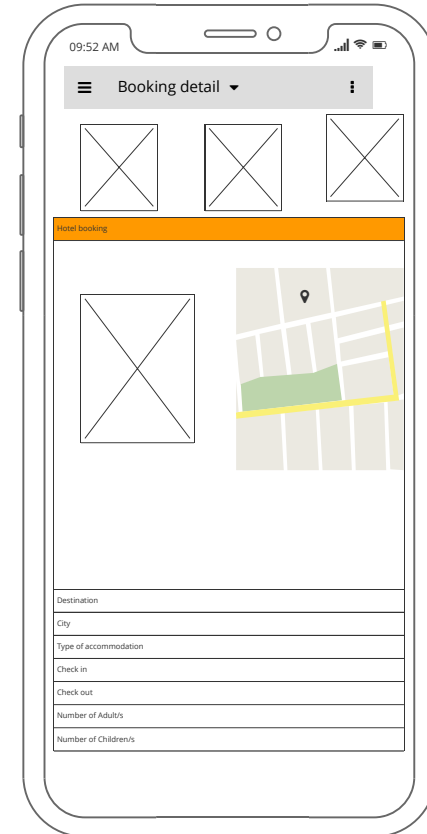 09:52 AM
Booking detail
Hotel booking
Destination
City
Type of accommodation
Check in
Check out
Number of Adult/s
Number of Children/s